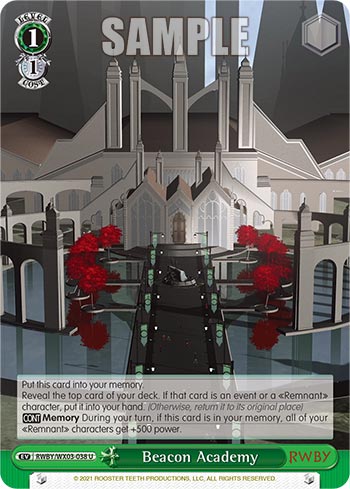 LEVEL
1
1
COST
SAMPLE
Put this card into your memory.
Reveal the top card of your deck. If that card is an event or a «Remnant»
character, put it into your hand. (Otherwise, return it to its original place)
CONT Memory During your turn, if this card is in your memory, all of your
«Remnant» characters get +500 power.
EV RWBY/WX03-038 U Beacon Academy RWBY
© 2021 ROOSTER TEETH PRODUCTIONS, LLC, ALL RIGHTS RESERVED.